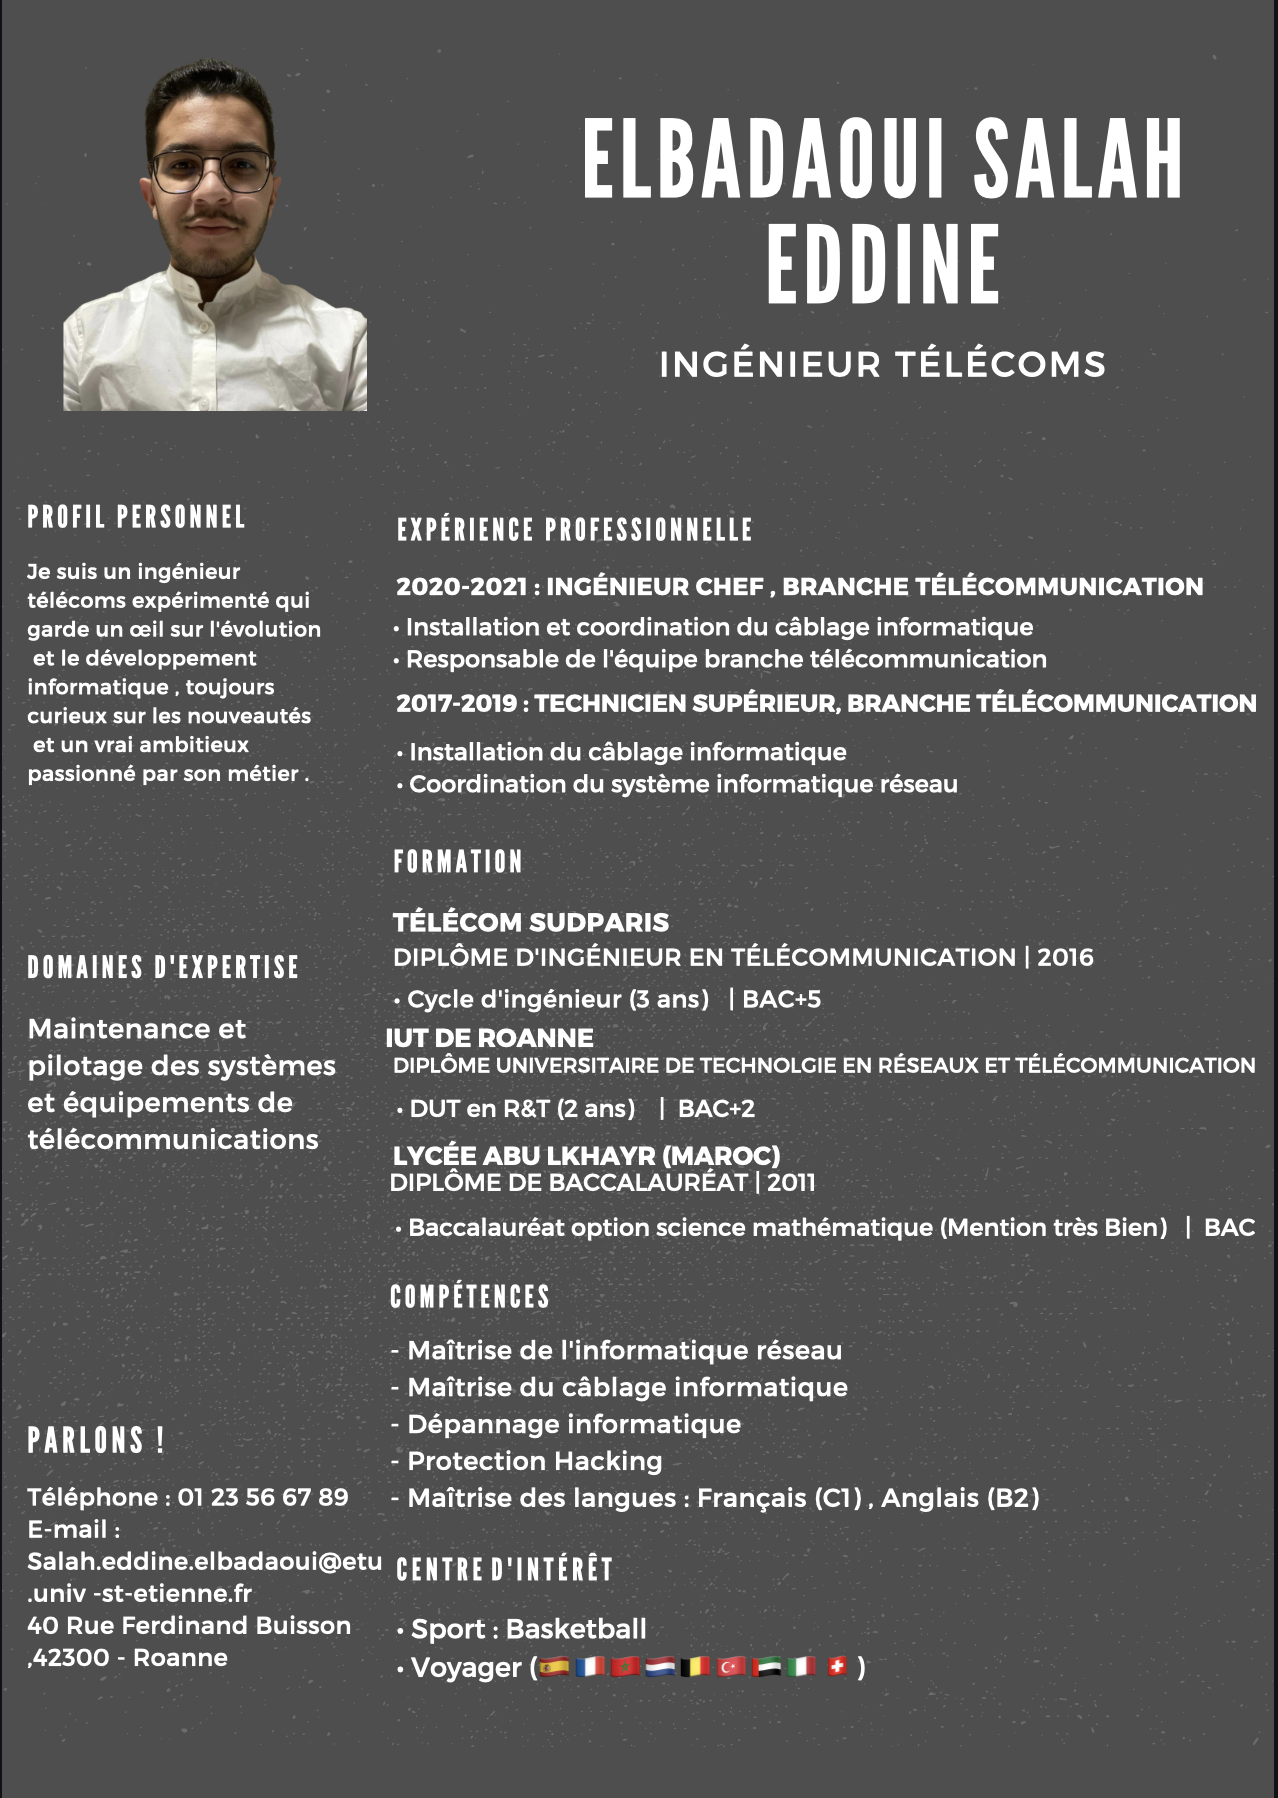 ELBADAOUI SALAH
EDDINE
INGÉNIEUR TÉLÉCOMS
PROFIL PERSONNEL
Je suis un ingénieur
télécoms expérimenté qui
garde un œil sur l'évolution
et le développement
informatique , toujours
curieux sur les nouveautés
et un vrai ambitieux
passionné par son métier .
DOMAINES D'EXPERTISE
Maintenance et
pilotage des systèmes
et équipements de
télécommunications
PARLONS !
Téléphone : 01 23 56 67 89
E-mail :
Salah.eddine.elbadaoui@etu
.univ -st-etienne.fr
40 Rue Ferdinand Buisson
,42300 - Roanne
EXPÉRIENCE PROFESSIONNELLE
2020-2021 : INGÉNIEUR CHEF , BRANCHE TÉLÉCOMMUNICATION
• Installation et coordination du câblage informatique
• Responsable de l'équipe branche télécommunication
2017-2019 : TECHNICIEN SUPÉRIEUR, BRANCHE TÉLÉCOMMUNICATION
• Installation du câblage informatique
• Coordination du système informatique réseau
FORMATION
TÉLÉCOM SUDPARIS
DIPLÔME D'INGÉNIEUR EN TÉLÉCOMMUNICATION | 2016
• Cycle d'ingénieur (3 ans) | BAC+5
IUT DE ROANNE
DIPLÔME UNIVERSITAIRE DE TECHNOLGIE EN RÉSEAUX ET TÉLÉCOMMUNICATION
• DUT en R&T (2 ans) | BAC+2
LYCÉE ABU LKHAYR (MAROC)
DIPLÔME DE BACCALAURÉAT | 2011
• Baccalauréat option science mathématique (Mention très Bien) | BAC
COMPÉTENCES
- Maîtrise de l'informatique réseau
- Maîtrise du câblage informatique
- Dépannage informatique
- Protection Hacking
- Maîtrise des langues : Français (C1) , Anglais (B2)
CENTRE D'INTÉRÊT
• Sport : Basketball
• Voyager (🇪🇸🇫🇷🇲🇦🇳🇱🇧🇪🇹🇷🇦🇪🇮🇹🇨🇭 )